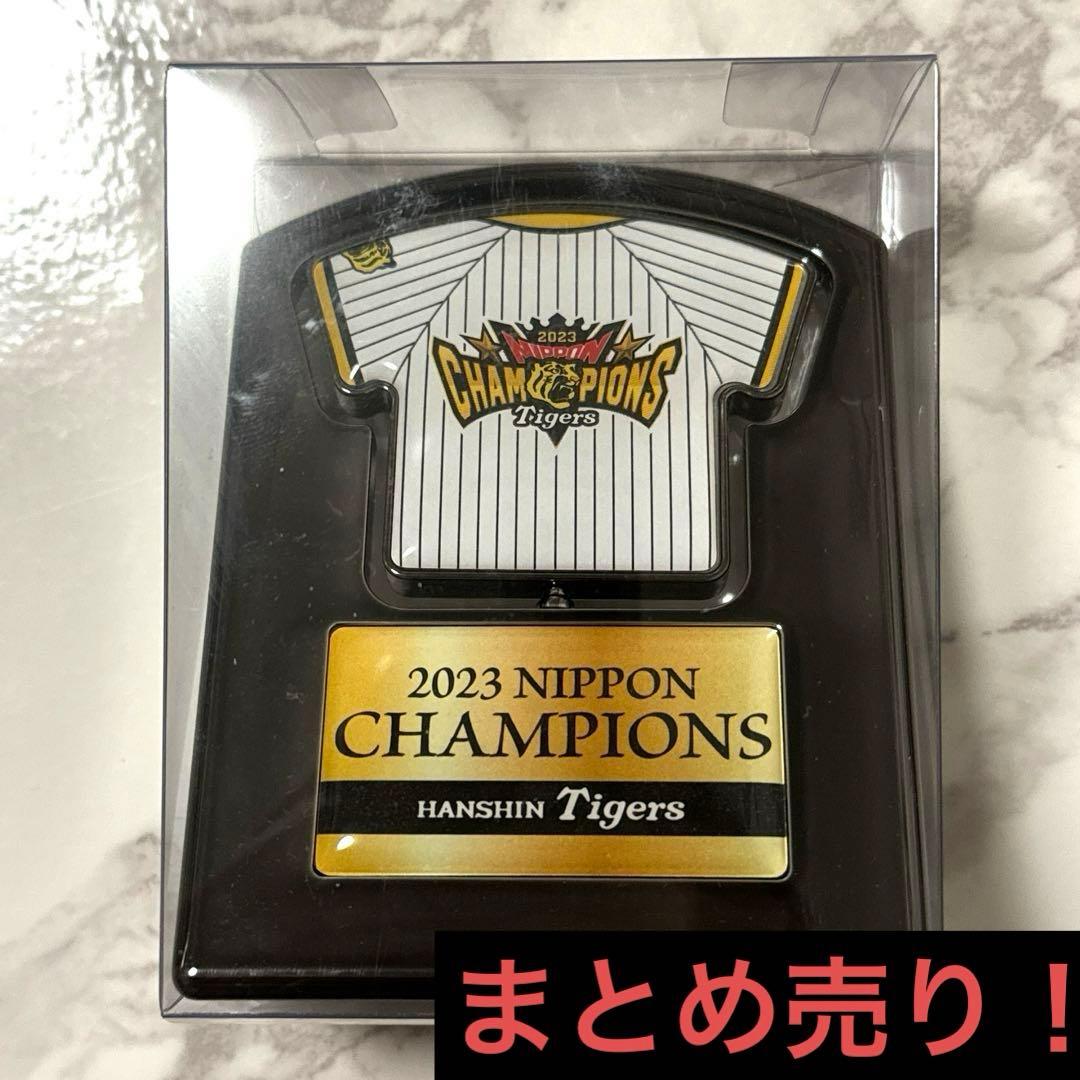 2023
NIPPON
CHAMPIONS
Tigers
2023 NIPPON
CHAMPIONS
HANSHIN Tigers
まとめ売り！